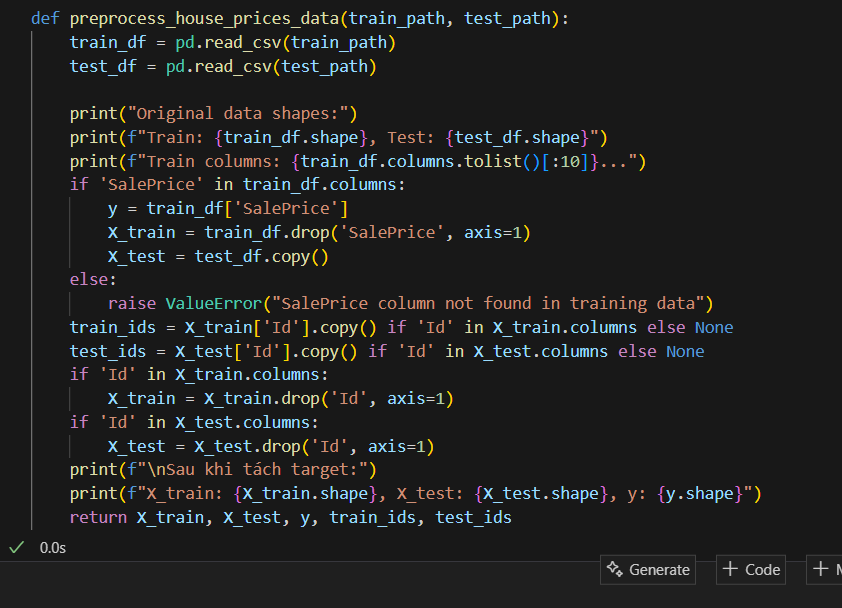 def preprocess_house_prices_data(train_path, test_path):
    train_df = pd.read_csv(train_path)
    test_df = pd.read_csv(test_path)

    print("Original data shapes:")
    print(f"Train: {train_df.shape}, Test: {test_df.shape}")
    print(f"Train columns: {train_df.columns.tolist()[:10]}...")
    if 'SalePrice' in train_df.columns:
        y = train_df['SalePrice']
        X_train = train_df.drop('SalePrice', axis=1)
        X_test = test_df.copy()
    else:
        raise ValueError("SalePrice column not found in training data")
    train_ids = X_train['Id'].copy() if 'Id' in X_train.columns else None
    test_ids = X_test['Id'].copy() if 'Id' in X_test.columns else None
    if 'Id' in X_train.columns:
        X_train = X_train.drop('Id', axis=1)
    if 'Id' in X_test.columns:
        X_test = X_test.drop('Id', axis=1)
    print(f"\nSau khi tách target:")
    print(f"X_train: {X_train.shape}, X_test: {X_test.shape}, y: {y.shape}")
    return X_train, X_test, y, train_ids, test_ids
✓ 0.0s
Generate + Code + M